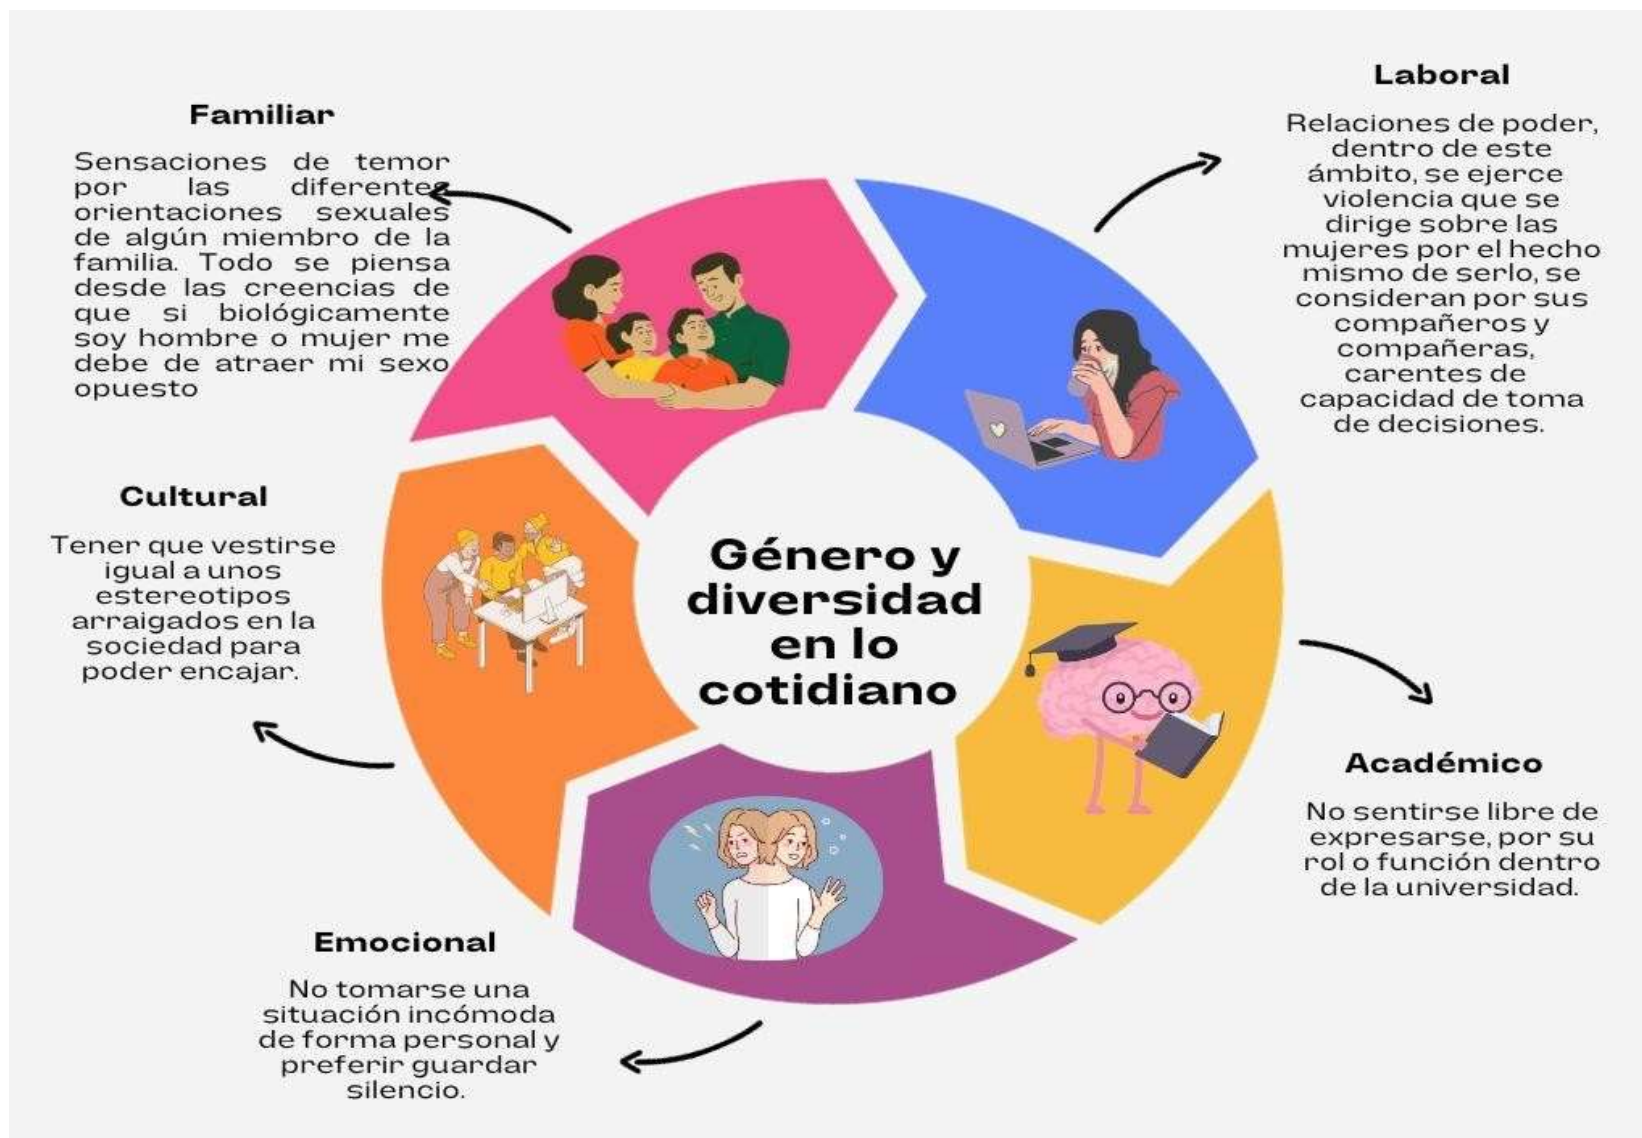 Familiar
Sensaciones de temor
por las diferentes
orientaciones sexuales
de algún miembro de la
familia. Todo se piensa
desde las creencias de
que si biológicamente
soy hombre o mujer me
debe de atraer mi sexo
opuesto
Laboral
Relaciones de poder,
dentro de este
ámbito, se ejerce
violencia que se
dirige sobre las
mujeres por el hecho
mismo de serlo, se
consideran por sus
compañeros y
compañeras,
carentes de
capacidad de toma
de decisiones.
Cultural
Tener que vestirse
igual a unos
estereotipos
arraigados en la
sociedad para
poder encajar.
Género y
diversidad
en lo
cotidiano
Académico
No sentirse libre de
expresarse, por su
rol o función dentro
de la universidad.
Emocional
No tomarse una
situación incómoda
de forma personal y
preferir guardar
silencio.